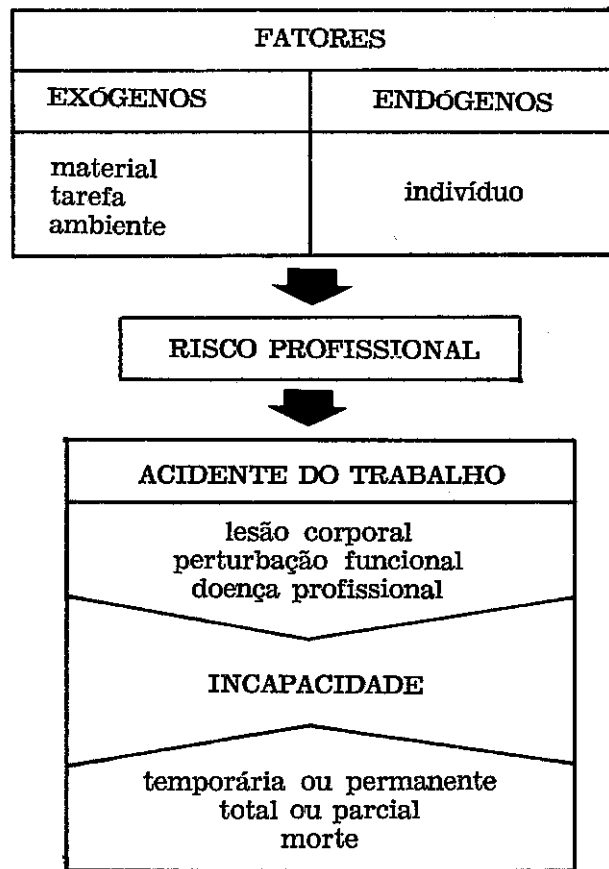 FATORES
EXÓGENOS
ENDÓGENOS
material
tarefa
ambiente
indivíduo
RISCO PROFISSIONAL
ACIDENTE DO TRABALHO
lesão corporal
perturbação funcional
doença profissional
INCAPACIDADE
temporária ou permanente
total ou parcial
morte